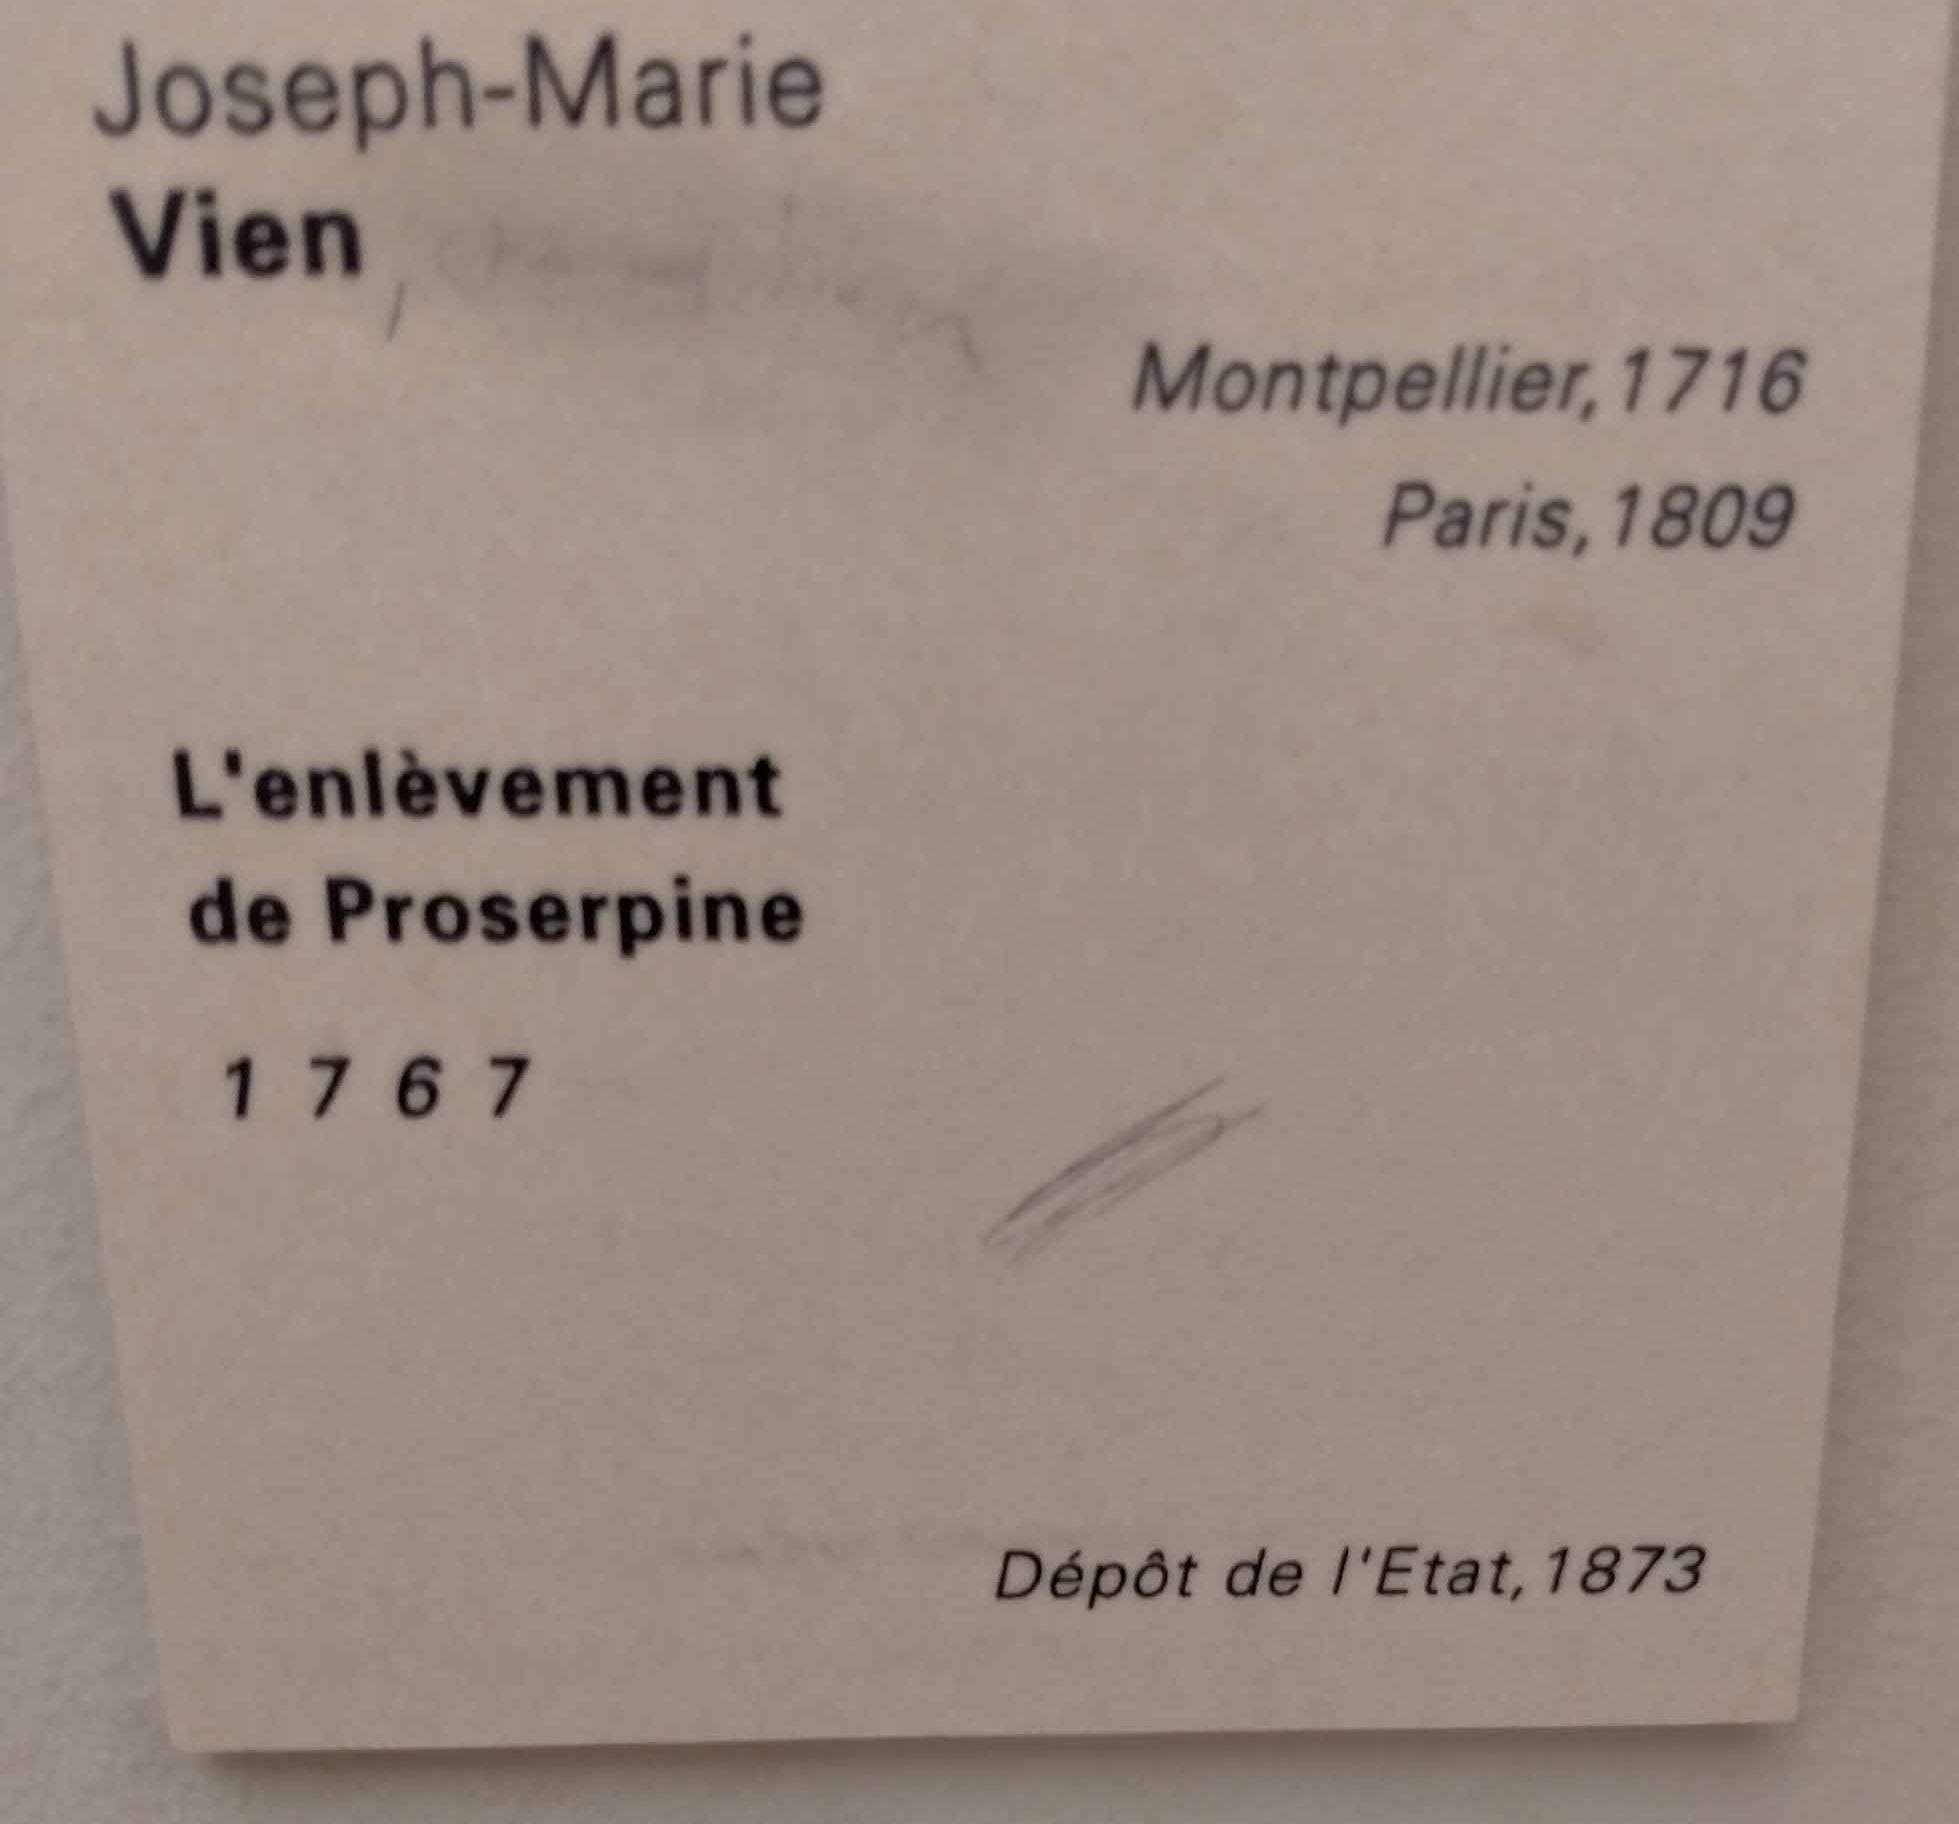 Joseph-Marie
Vien
Montpellier, 1716
Paris, 1809
L'enlèvement
de Proserpine
1 7 6 7
Dépôt de l'Etat, 1873